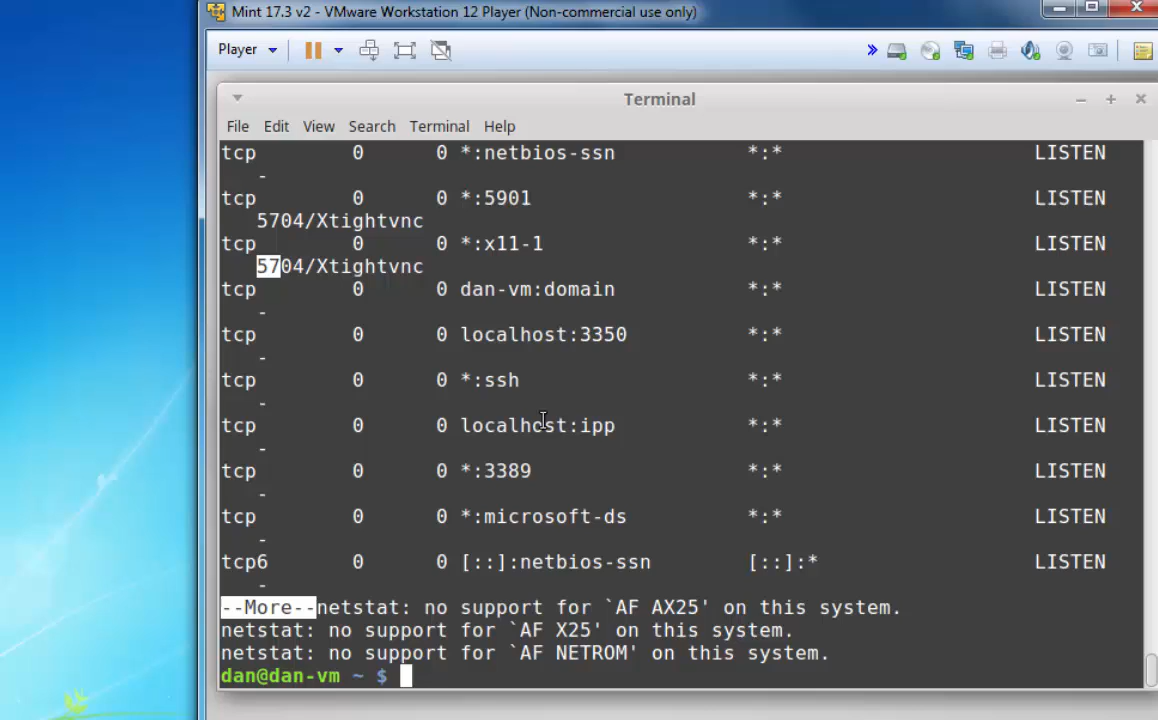 Mint 17.3 v2 - VMware Workstation 12 Player (Non-commercial use only)
Player
Terminal
File Edit View Search Terminal Help
tcp 0 0 *:netbios-ssn *:* LISTEN
-
tcp 0 0 *:5901 *:* LISTEN
5704/Xtightvnc
tcp 0 0 *:x11-1 *:* LISTEN
5704/Xtightvnc
tcp 0 0 dan-vm:domain *:* LISTEN
-
tcp 0 0 localhost:3350 *:* LISTEN
-
tcp 0 0 *:ssh *:* LISTEN
-
tcp 0 0 localhost:ipp *:* LISTEN
-
tcp 0 0 *:3389 *:* LISTEN
-
tcp 0 0 *:microsoft-ds *:* LISTEN
-
tcp6 0 0 [::]:netbios-ssn [::]:* LISTEN
-
--More--netstat: no support for `AF AX25' on this system.
netstat: no support for `AF X25' on this system.
netstat: no support for `AF NETROM' on this system.
dan@dan-vm ~ $